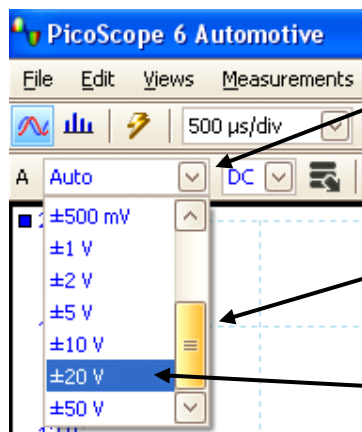 PicoScope 6 Automotive
File Edit Views Measurements
500 µs/div
A Auto DC
±500 mV
±1 V
±2 V
±5 V
±10 V
±20 V
±50 V